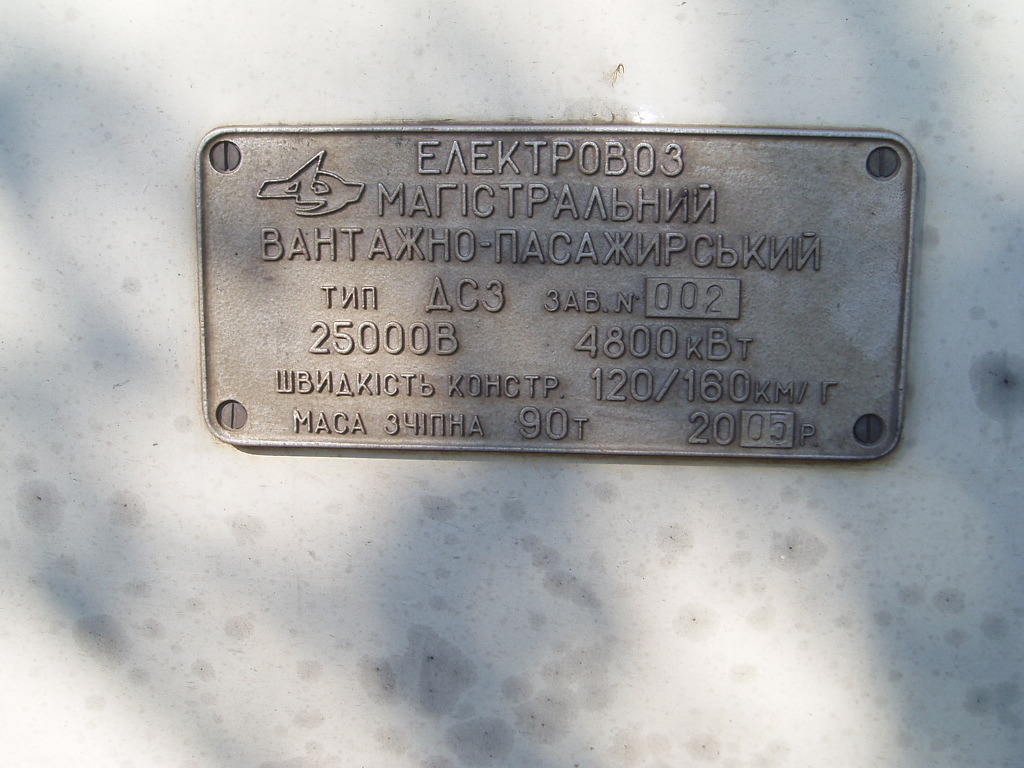 ЕЛЕКТРОВОЗ
МАГІСТРАЛЬНИЙ
ВАНТАЖНО-ПАСАЖИРСЬКИЙ
ТИП ДС3 ЗАВ.№ 002
25000В 4800кВт
ШВИДКІСТЬ КОНСТР. 120/160КМ/Г
МАСА ЗЧІПНА 90Т 2005Р